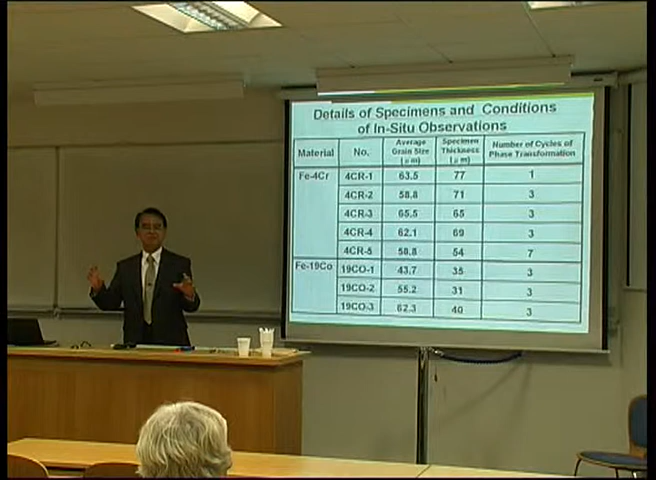 Details of Specimens and Conditions
of In-Situ Observations
Material No. Average Grain Size (μm) Specimen Thickness (μm) Number of Cycles of Phase Transformation
Fe-4Cr 4CR-1 63.5 77 1
4CR-2 58.8 71 3
4CR-3 65.5 65 3
4CR-4 62.1 69 3
4CR-5 58.8 54 7
Fe-19Co 19CO-1 43.7 35 3
19CO-2 55.2 31 3
19CO-3 62.3 40 3